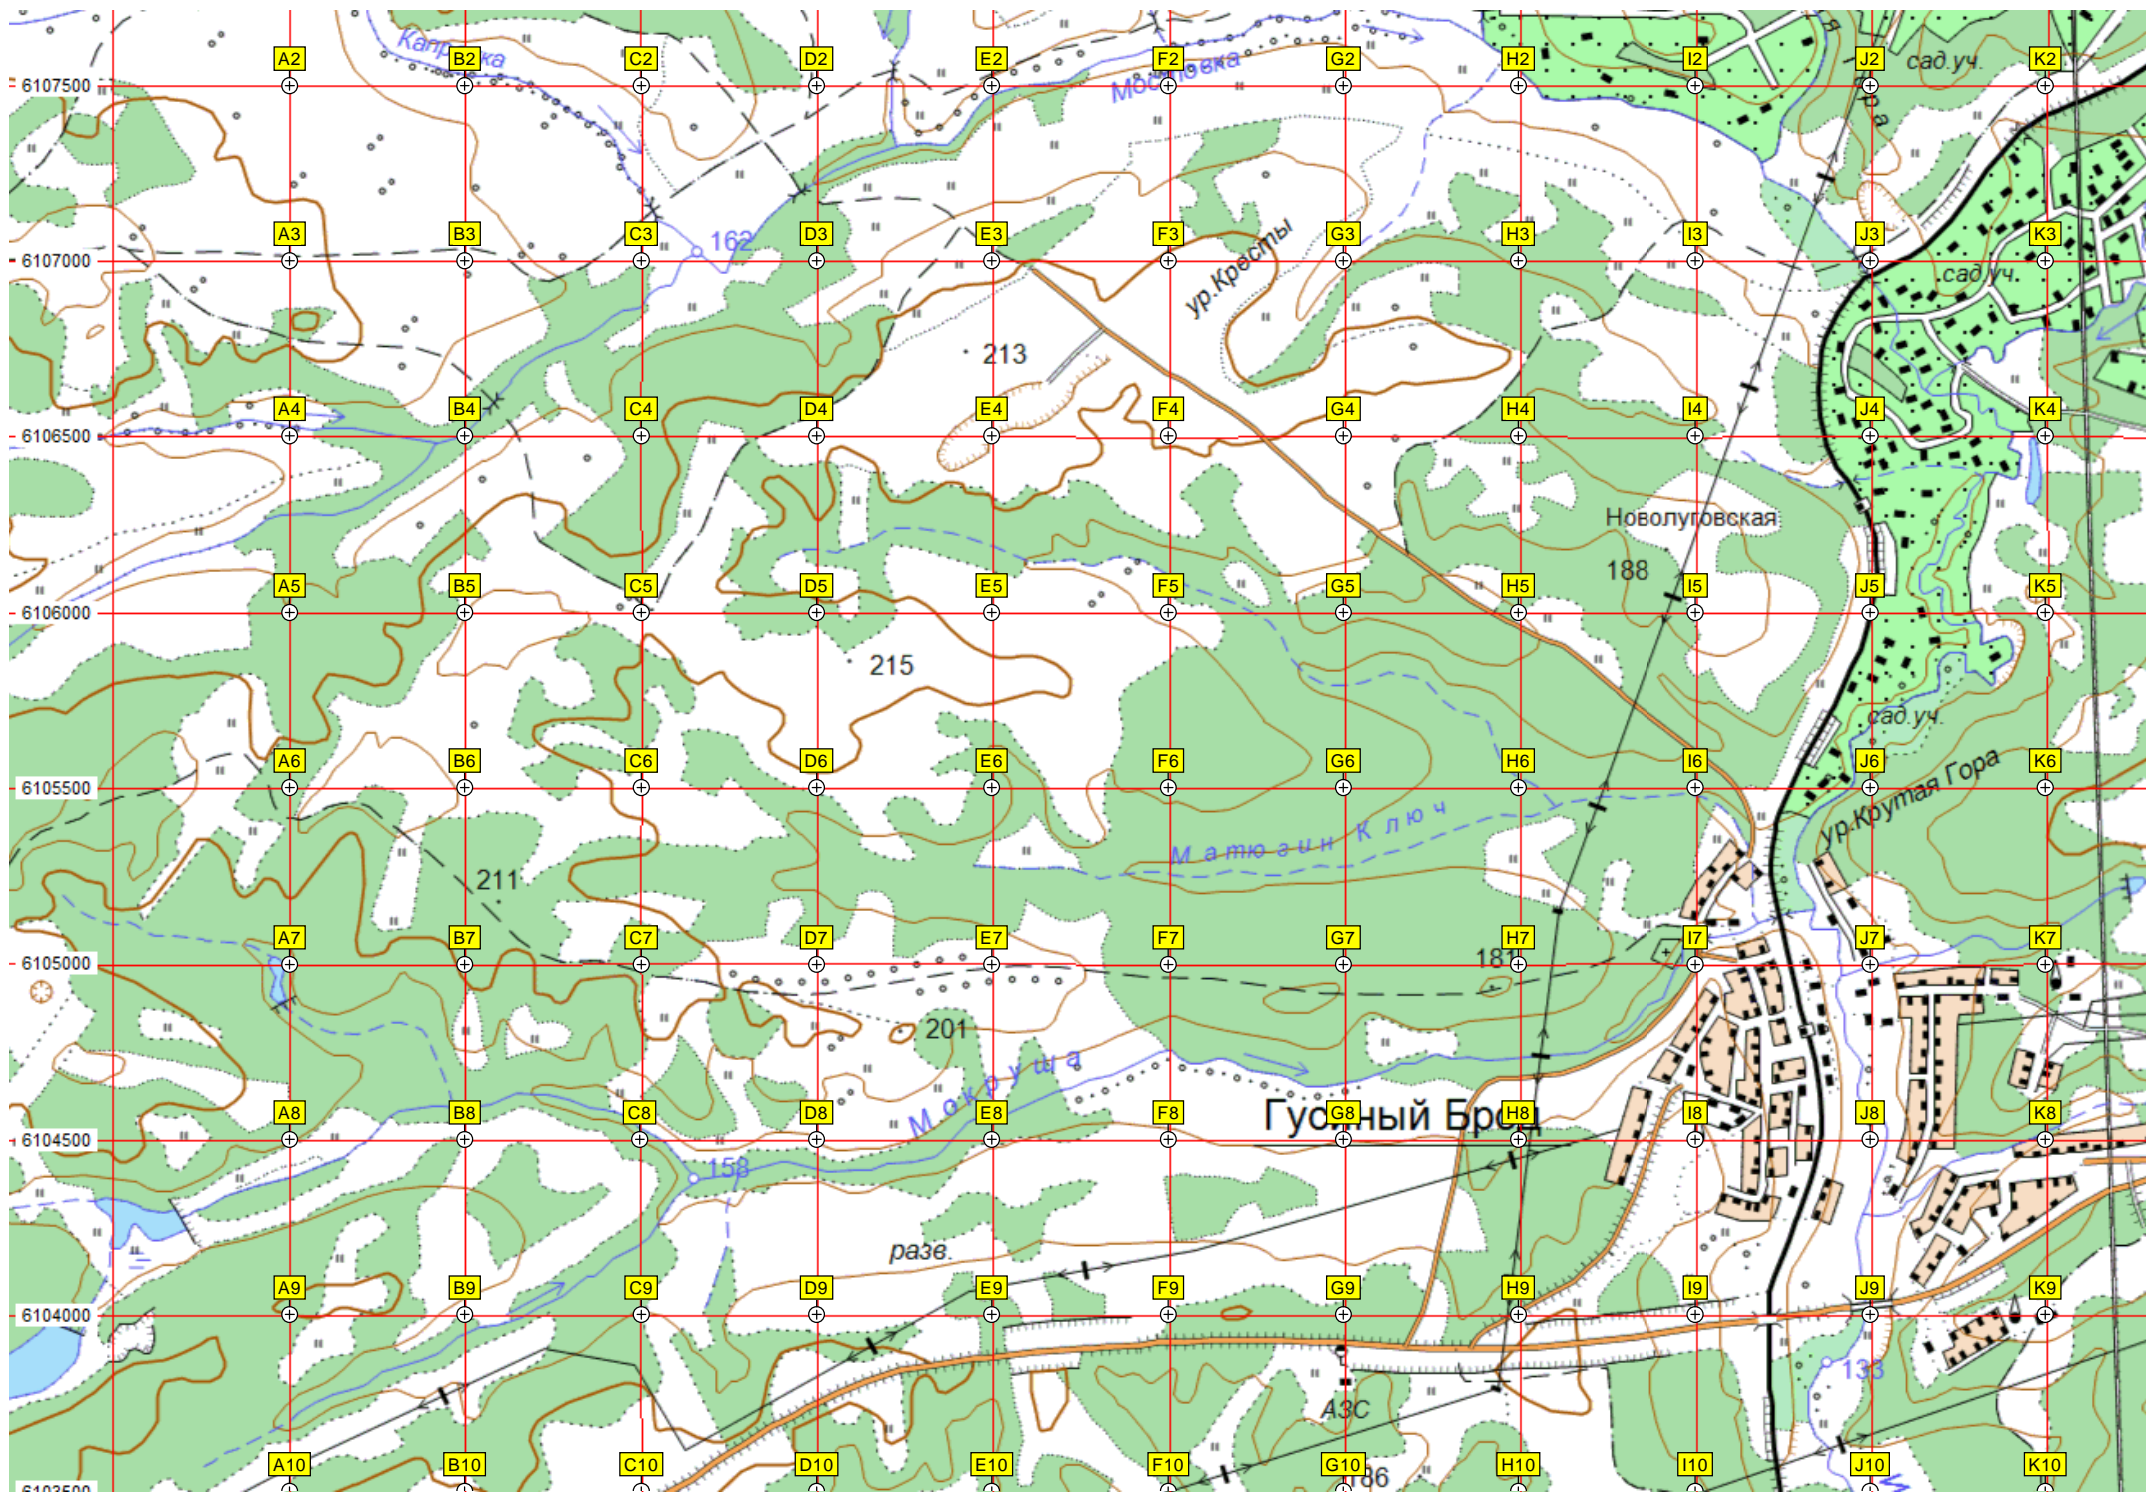 Капр ка
Мос овка
сад.уч.
A2 B2 C2 D2 E2 F2 G2 H2 I2 J2 K2
6107500
ра
162
ур.Кресты
A3 B3 C3 D3 E3 F3 G3 H3 I3 J3 K3
6107000
сад.уч.
213
A4 B4 C4 D4 E4 F4 G4 H4 I4 J4 K4
6106500
Новолуговская
188
A5 B5 C5 D5 E5 F5 G5 H5 I5 J5 K5
6106000
215
сад.уч.
ур.Крутая Гора
A6 B6 C6 D6 E6 F6 G6 H6 I6 J6 K6
6105500
Матюгин Ключ
211
A7 B7 C7 D7 E7 F7 G7 H7 I7 J7 K7
181
6105000
201
Мокруша
Гусиный Брод
A8 B8 C8 D8 E8 F8 G8 H8 I8 J8 K8
6104500
158
разв.
A9 B9 C9 D9 E9 F9 G9 H9 I9 J9 K9
6104000
133
АЗС
A10 B10 C10 D10 E10 F10 G10 H10 I10 J10 K10
86
6103500